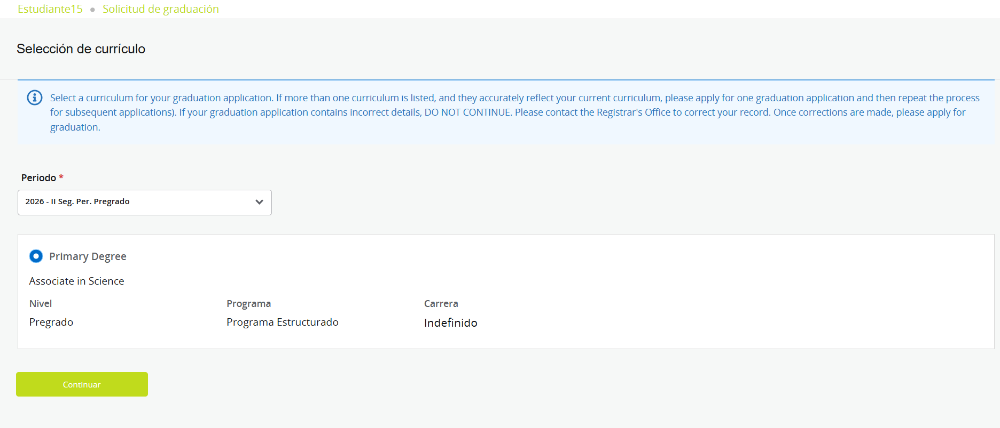 Estudiante15 ● Solicitud de graduación
Selección de currículo
Select a curriculum for your graduation application. If more than one curriculum is listed, and they accurately reflect your current curriculum, please apply for one graduation application and then repeat the process
for subsequent applications). If your graduation application contains incorrect details, DO NOT CONTINUE. Please contact the Registrar's Office to correct your record. Once corrections are made, please apply for
graduation.
Periodo *
2026 - II Seg. Per. Pregrado
Primary Degree
Associate in Science
Nivel Programa Carrera
Pregrado Programa Estructurado Indefinido
Continuar